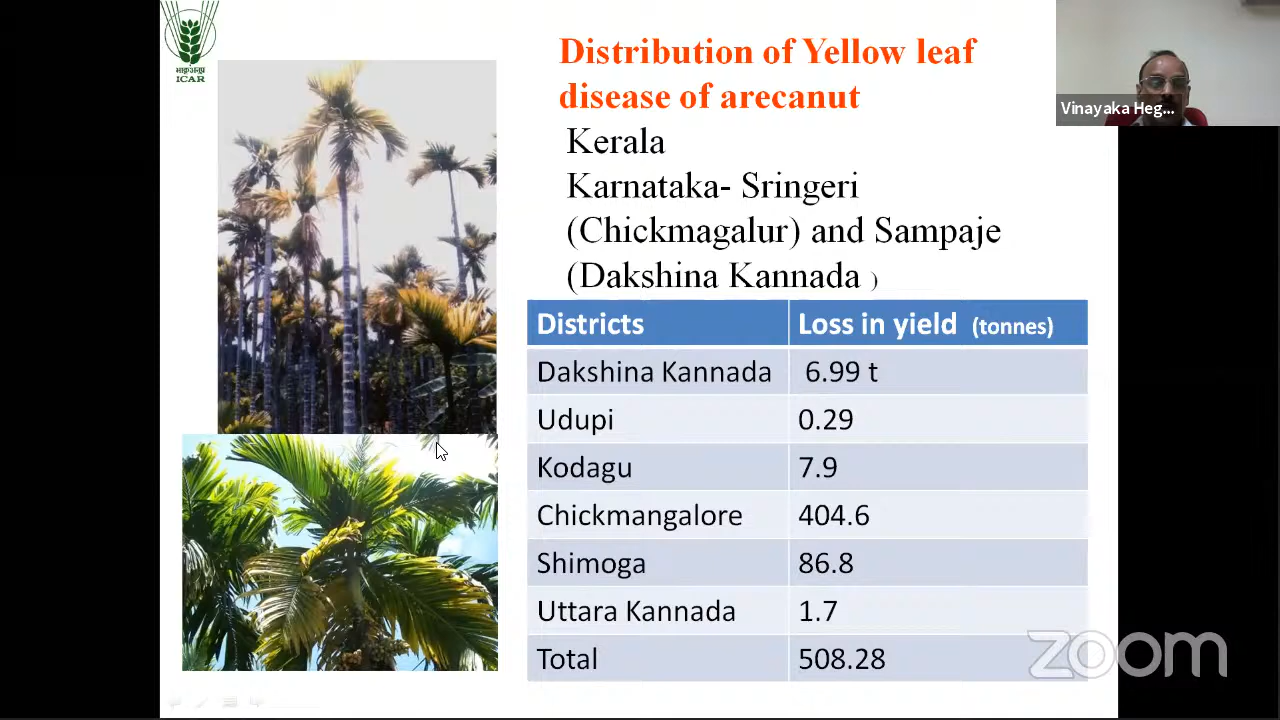 भाकृअनुप
ICAR
Distribution of Yellow leaf
disease of arecanut
Kerala
Karnataka- Sringeri
(Chickmagalur) and Sampaje
(Dakshina Kannada )
Districts Loss in yield (tonnes)
Dakshina Kannada 6.99 t
Udupi 0.29
Kodagu 7.9
Chickmangalore 404.6
Shimoga 86.8
Uttara Kannada 1.7
Total 508.28
Vinayaka Heg...
zoom